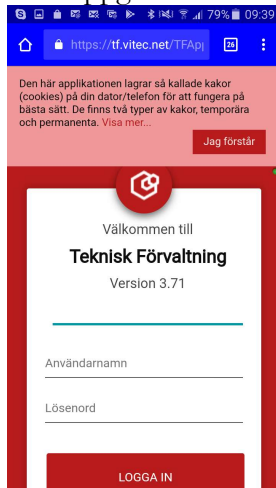 79% 09:39
https://tf.vitec.net/TFAp
26
Den här applikationen lagrar så kallade kakor
(cookies) på din dator/telefon för att fungera på
bästa sätt. De finns två typer av kakor, temporära
och permanenta. Visa mer...
Jag förstår
Välkommen till
Teknisk Förvaltning
Version 3.71
Användarnamn
Lösenord
LOGGA IN